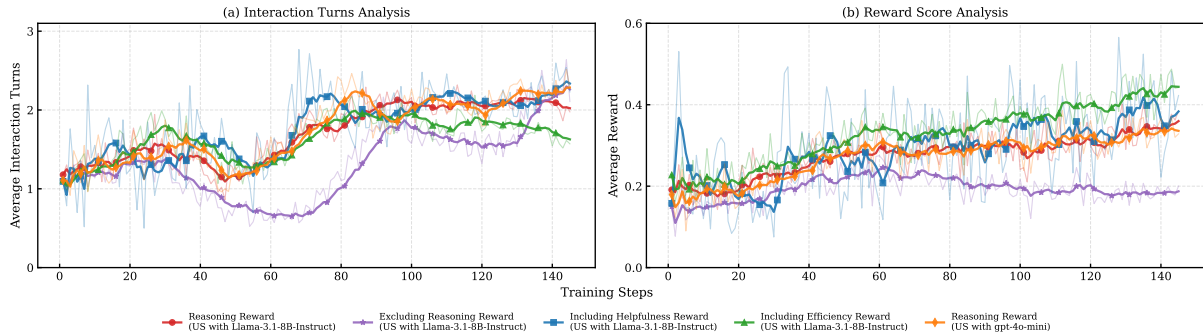 (a) Interaction Turns Analysis
Average Interaction Turns
3
2
1
0
0 20 40 60 80 100 120 140
(b) Reward Score Analysis
Average Reward
0.6
0.4
0.2
0.0
0 20 40 60 80 100 120 140
Training Steps
Reasoning Reward
(US with Llama-3.1-8B-Instruct)
Excluding Reasoning Reward
(US with Llama-3.1-8B-Instruct)
Including Helpfulness Reward
(US with Llama-3.1-8B-Instruct)
Including Efficiency Reward
(US with Llama-3.1-8B-Instruct)
Reasoning Reward
(US with gpt-4o-mini)